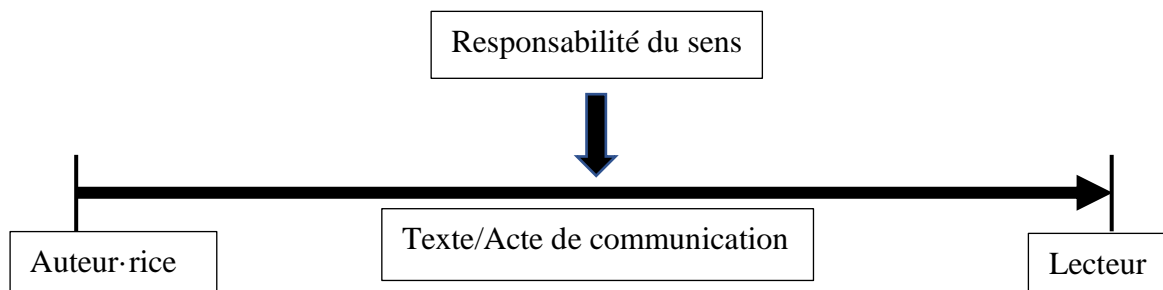 Responsabilité du sens
Texte/Acte de communication
Auteur·rice
Lecteur